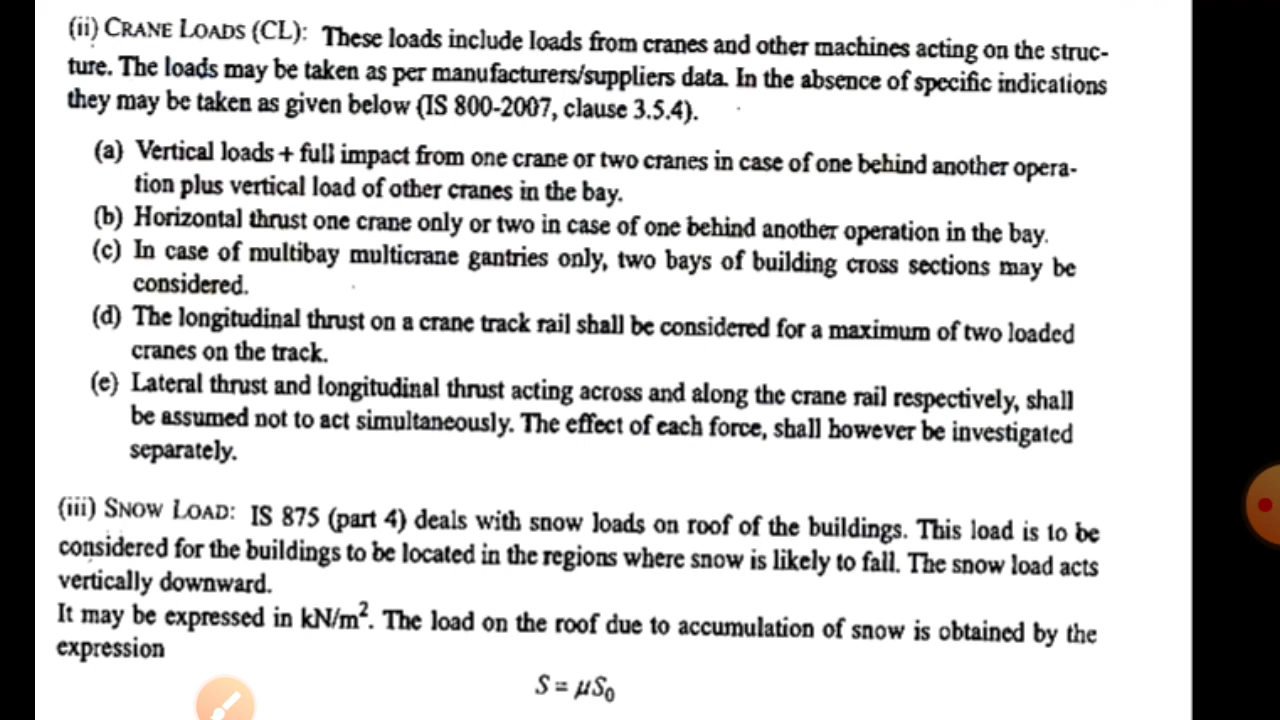 (ii) CRANE LOADS (CL): These loads include loads from cranes and other machines acting on the struc-
ture. The loads may be taken as per manufacturers/suppliers data. In the absence of specific indications
they may be taken as given below (IS 800-2007, clause 3.5.4).
(a) Vertical loads + full impact from one crane or two cranes in case of one behind another opera-
tion plus vertical load of other cranes in the bay.
(b) Horizontal thrust one crane only or two in case of one behind another operation in the bay.
(c) In case of multibay multicrane gantries only, two bays of building cross sections may be
considered.
(d) The longitudinal thrust on a crane track rail shall be considered for a maximum of two loaded
cranes on the track.
(e) Lateral thrust and longitudinal thrust acting across and along the crane rail respectively, shall
be assumed not to act simultaneously. The effect of each force, shall however be investigated
separately.
(iii) SNOW LOAD: IS 875 (part 4) deals with snow loads on roof of the buildings. This load is to be
considered for the buildings to be located in the regions where snow is likely to fall. The snow load acts
vertically downward.
It may be expressed in kN/m². The load on the roof due to accumulation of snow is obtained by the
expression
S = μS₀